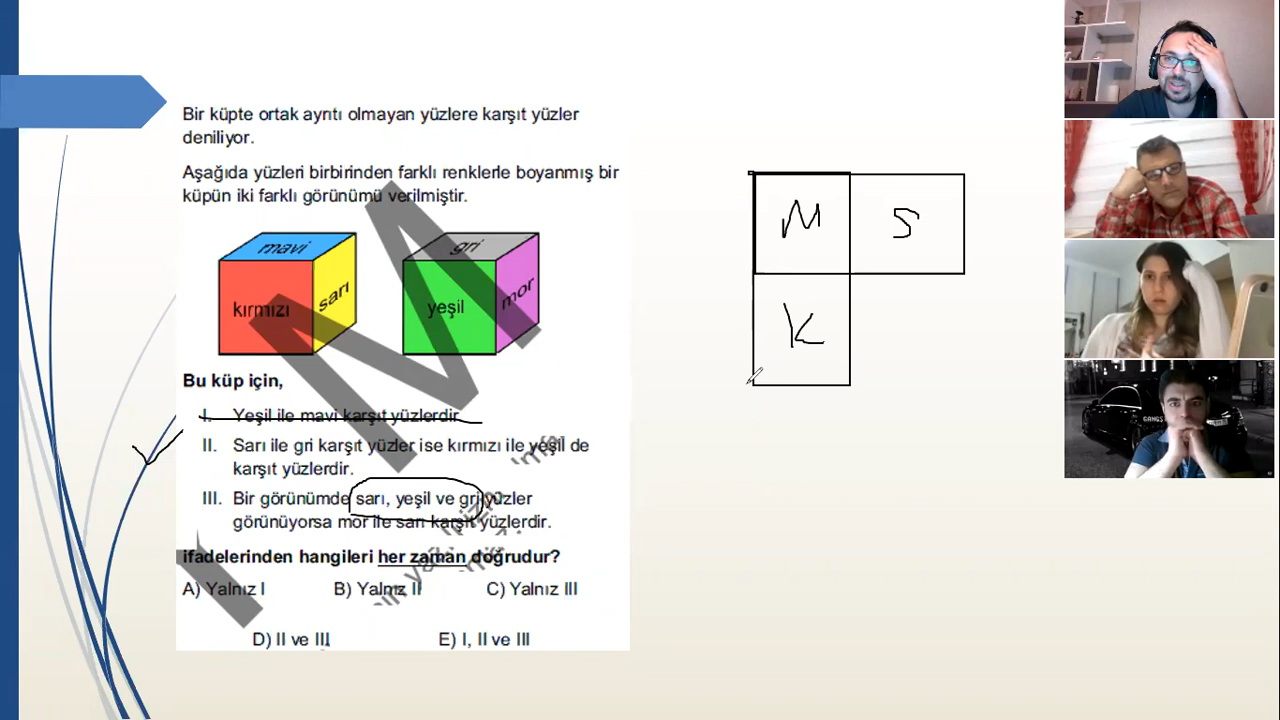 Bir küpte ortak ayrıtı olmayan yüzlere karşıt yüzler
deniliyor.
Aşağıda yüzleri birbirinden farklı renklerle boyanmış bir
küpün iki farklı görünümü verilmiştir.
mavi
kırmızı
sarı
gri
yeşil
mor
Bu küp için,
I. Yeşil ile mavi karşıt yüzlerdir.
II. Sarı ile gri karşıt yüzler ise kırmızı ile yeşil de
karşıt yüzlerdir.
III. Bir görünümde sarı, yeşil ve gri yüzler
görünüyorsa mor ile sarı karşıt yüzlerdir.
ifadelerinden hangileri her zaman doğrudur?
A) Yalnız I B) Yalnız II C) Yalnız III
D) II ve III E) I, II ve III
M S
K
GANGS